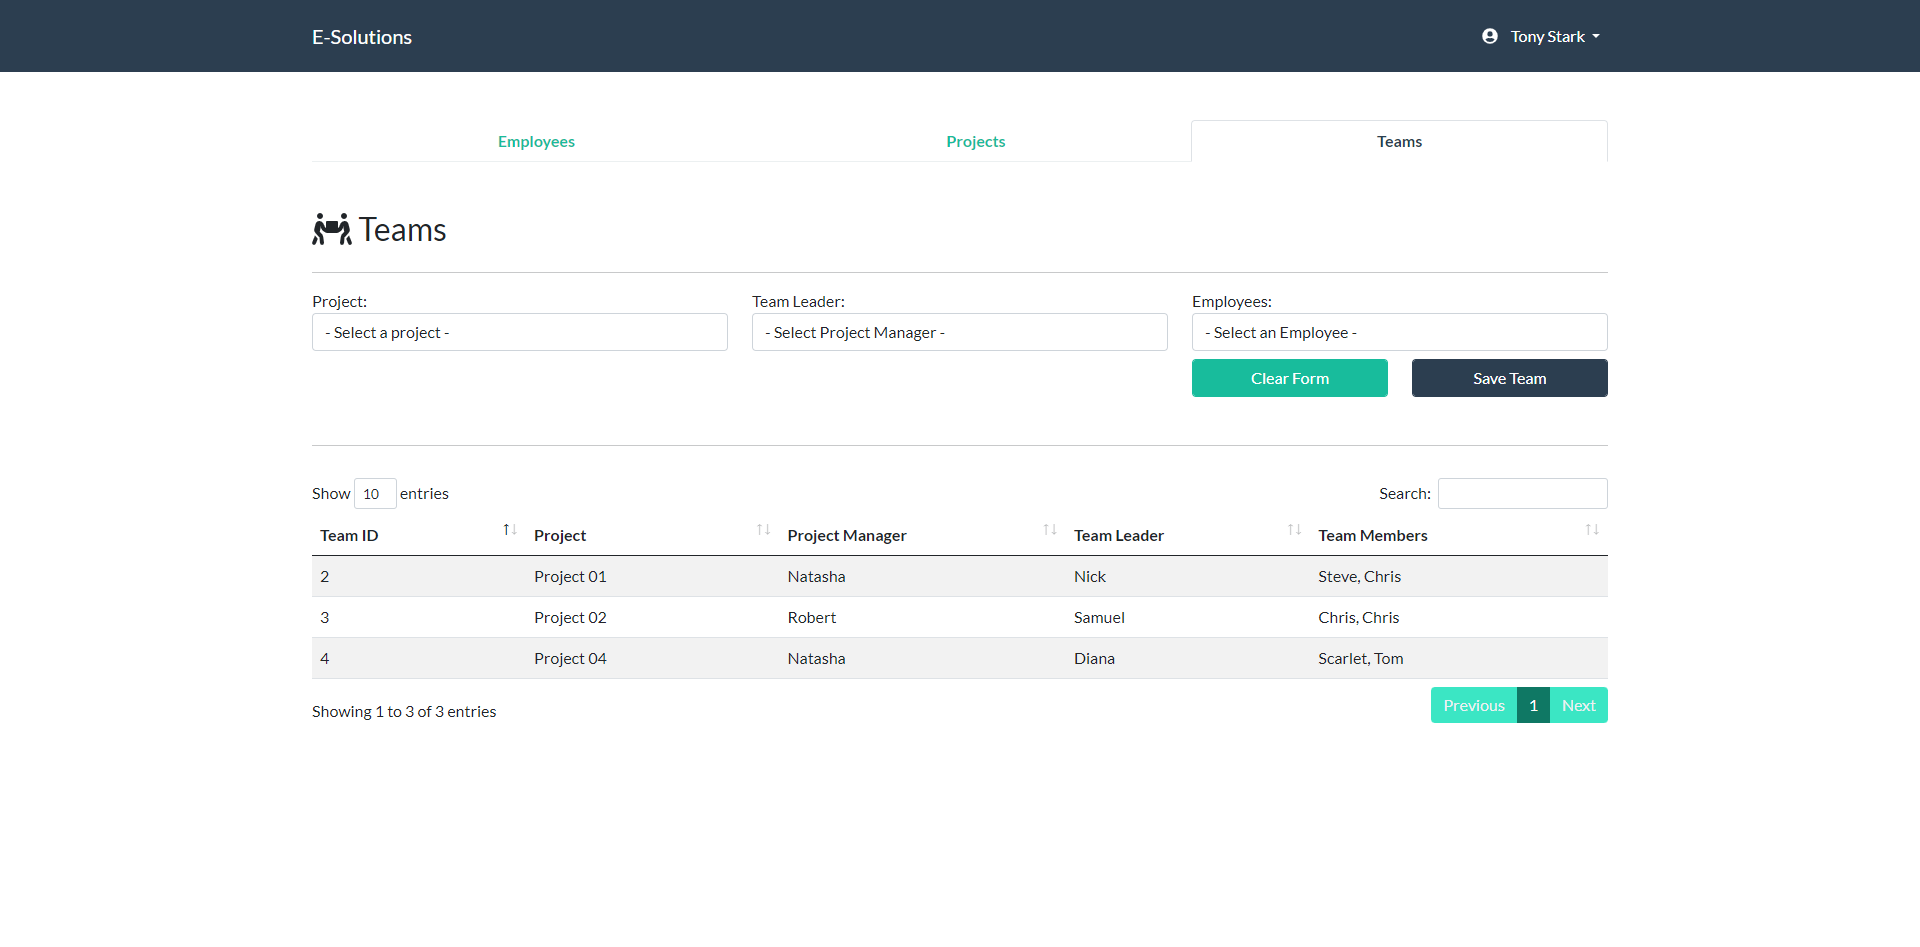 E-Solutions
Tony Stark
Employees Projects Teams
Teams
Project: Team Leader: Employees:
- Select a project - - Select Project Manager - - Select an Employee -
Clear Form Save Team
Show 10 entries Search:
Team ID Project Project Manager Team Leader Team Members
2 Project 01 Natasha Nick Steve, Chris
3 Project 02 Robert Samuel Chris, Chris
4 Project 04 Natasha Diana Scarlet, Tom
Showing 1 to 3 of 3 entries Previous 1 Next